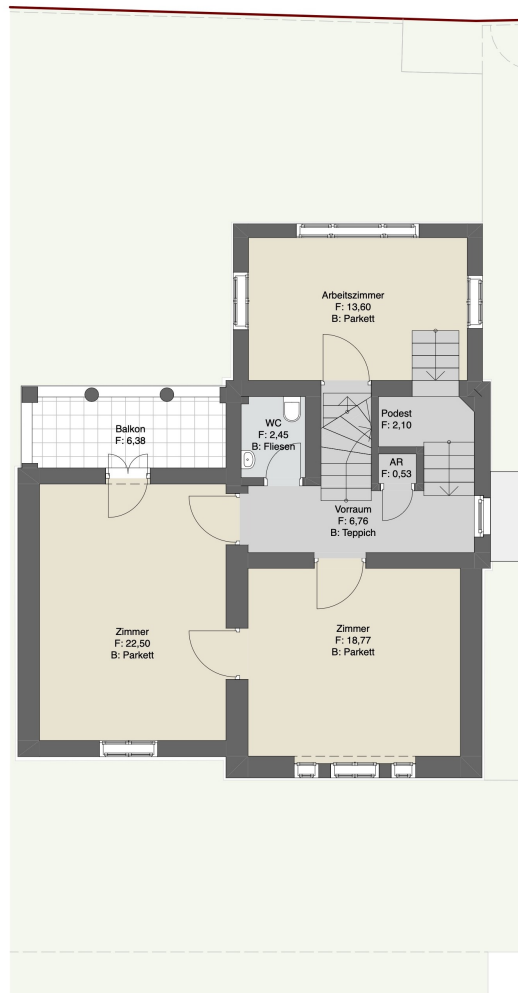 Arbeitszimmer
F: 13,60
B: Parkett
Balkon
F: 6,38
WC
F: 2,45
B: Fliesen
Podest
F: 2,10
AR
F: 0,53
Vorraum
F: 6,76
B: Teppich
Zimmer
F: 22,50
B: Parkett
Zimmer
F: 18,77
B: Parkett